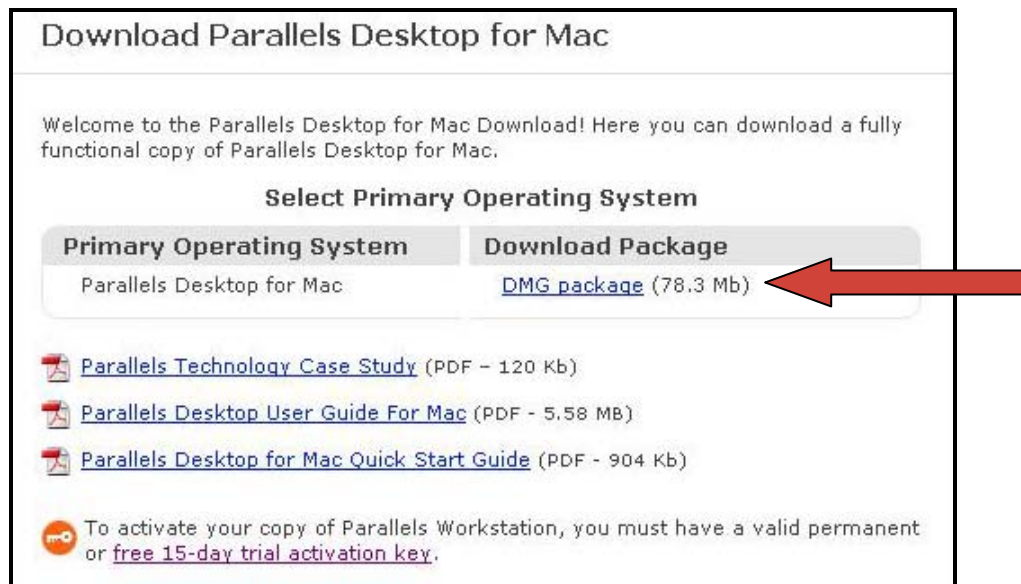 Download Parallels Desktop for Mac
Welcome to the Parallels Desktop for Mac Download! Here you can download a fully
functional copy of Parallels Desktop for Mac.
Select Primary Operating System
Primary Operating System Download Package
Parallels Desktop for Mac DMG package (78.3 Mb)
Parallels Technology Case Study (PDF – 120 Kb)
Parallels Desktop User Guide For Mac (PDF - 5.58 MB)
Parallels Desktop for Mac Quick Start Guide (PDF - 904 Kb)
To activate your copy of Parallels Workstation, you must have a valid permanent
or free 15-day trial activation key.